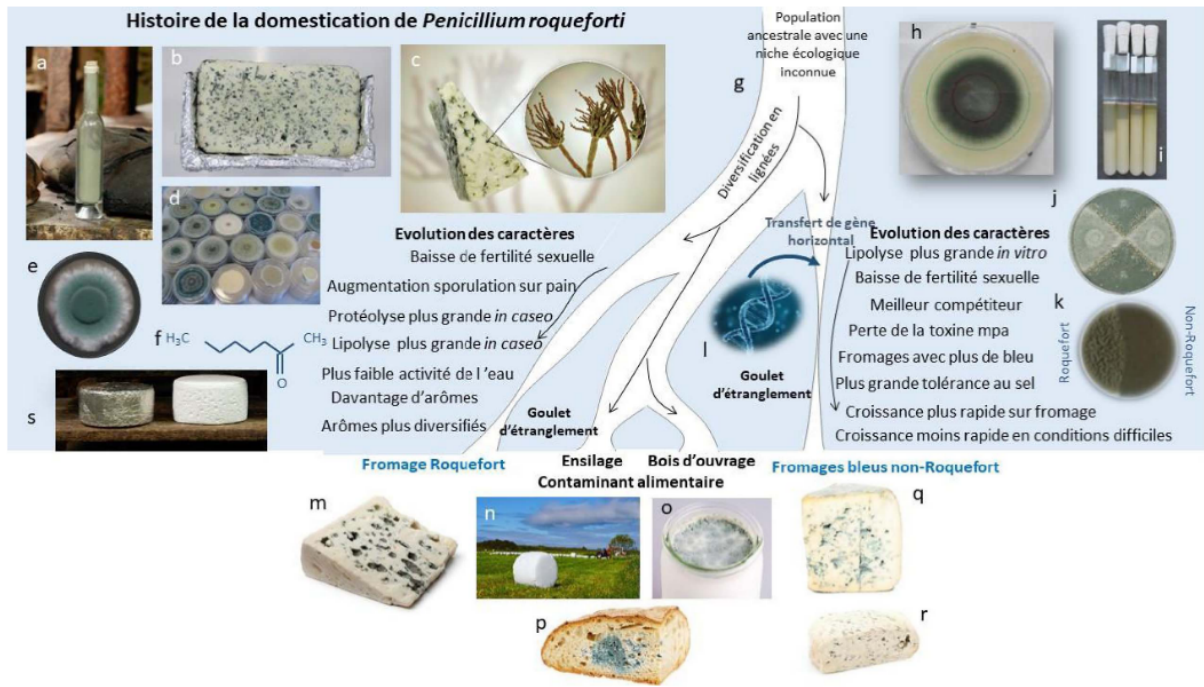 Histoire de la domestication de Penicillium roqueforti
a
b
c
d
e
f
H₃C
CH₃
O
s
Evolution des caractères
Baisse de fertilité sexuelle
Augmentation sporulation sur pain
Protéolyse plus grande in caseo
Lipolyse plus grande in caseo
Plus faible activité de l 'eau
Davantage d'arômes
Arômes plus diversifiés
Population
ancestrale avec une
niche écologique
inconnue
g
Diversification en
lignées
Transfert de gène
horizontal
l
Goulet
d'étranglement
Goulet
d'étranglement
h
i
j
k
Roquefort
Non-Roquefort
Evolution des caractères
Lipolyse plus grande in vitro
Baisse de fertilité sexuelle
Meilleur compétiteur
Perte de la toxine mpa
Fromages avec plus de bleu
Plus grande tolérance au sel
Croissance plus rapide sur fromage
Croissance moins rapide en conditions difficiles
Fromage Roquefort
Ensilage
Bois d'ouvrage
Contaminant alimentaire
Fromages bleus non-Roquefort
m
n
o
p
q
r